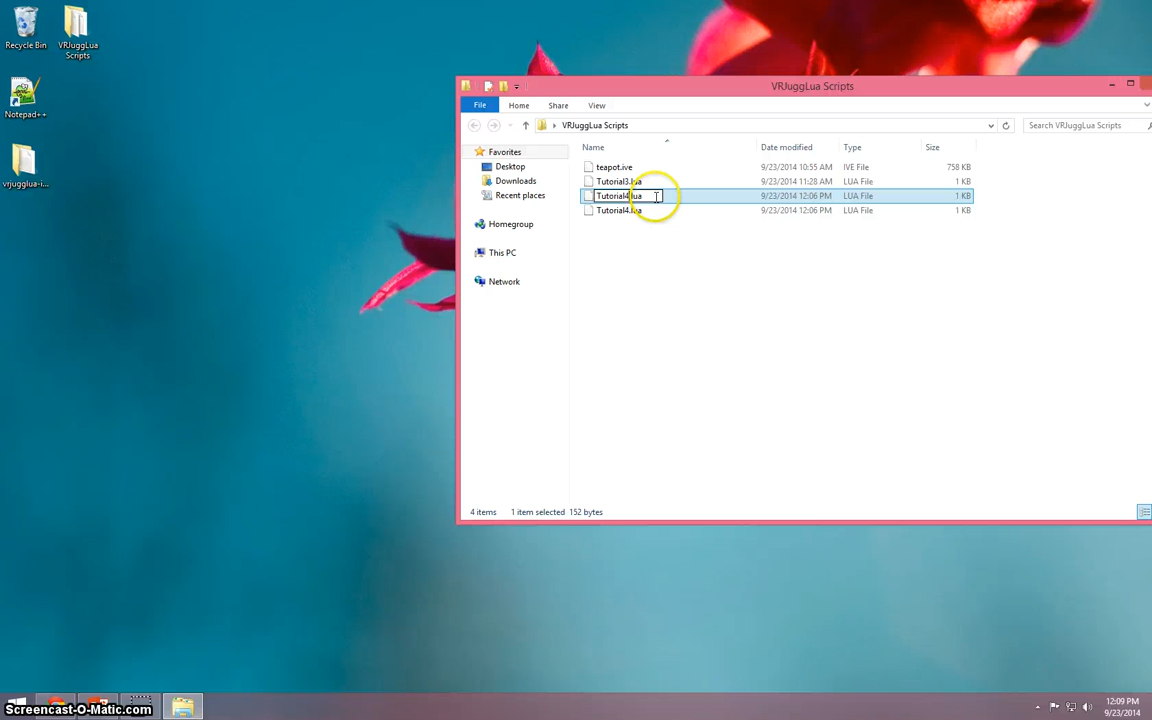 Recycle Bin
VRJuggLua
Scripts
Notepad++
vrjugglua-i...
VRJuggLua Scripts
File Home Share View
VRJuggLua Scripts
Search VRJuggLua Scripts
Favorites
Desktop
Downloads
Recent places
Homegroup
This PC
Network
Name Date modified Type Size
teapot.ive 9/23/2014 10:55 AM IVE File 758 KB
Tutorial3.lua 9/23/2014 11:28 AM LUA File 1 KB
Tutorial4.lua 9/23/2014 12:06 PM LUA File 1 KB
Tutorial4.lua 9/23/2014 12:06 PM LUA File 1 KB
4 items 1 item selected 152 bytes
Screencast-O-Matic.com
12:09 PM
9/23/2014